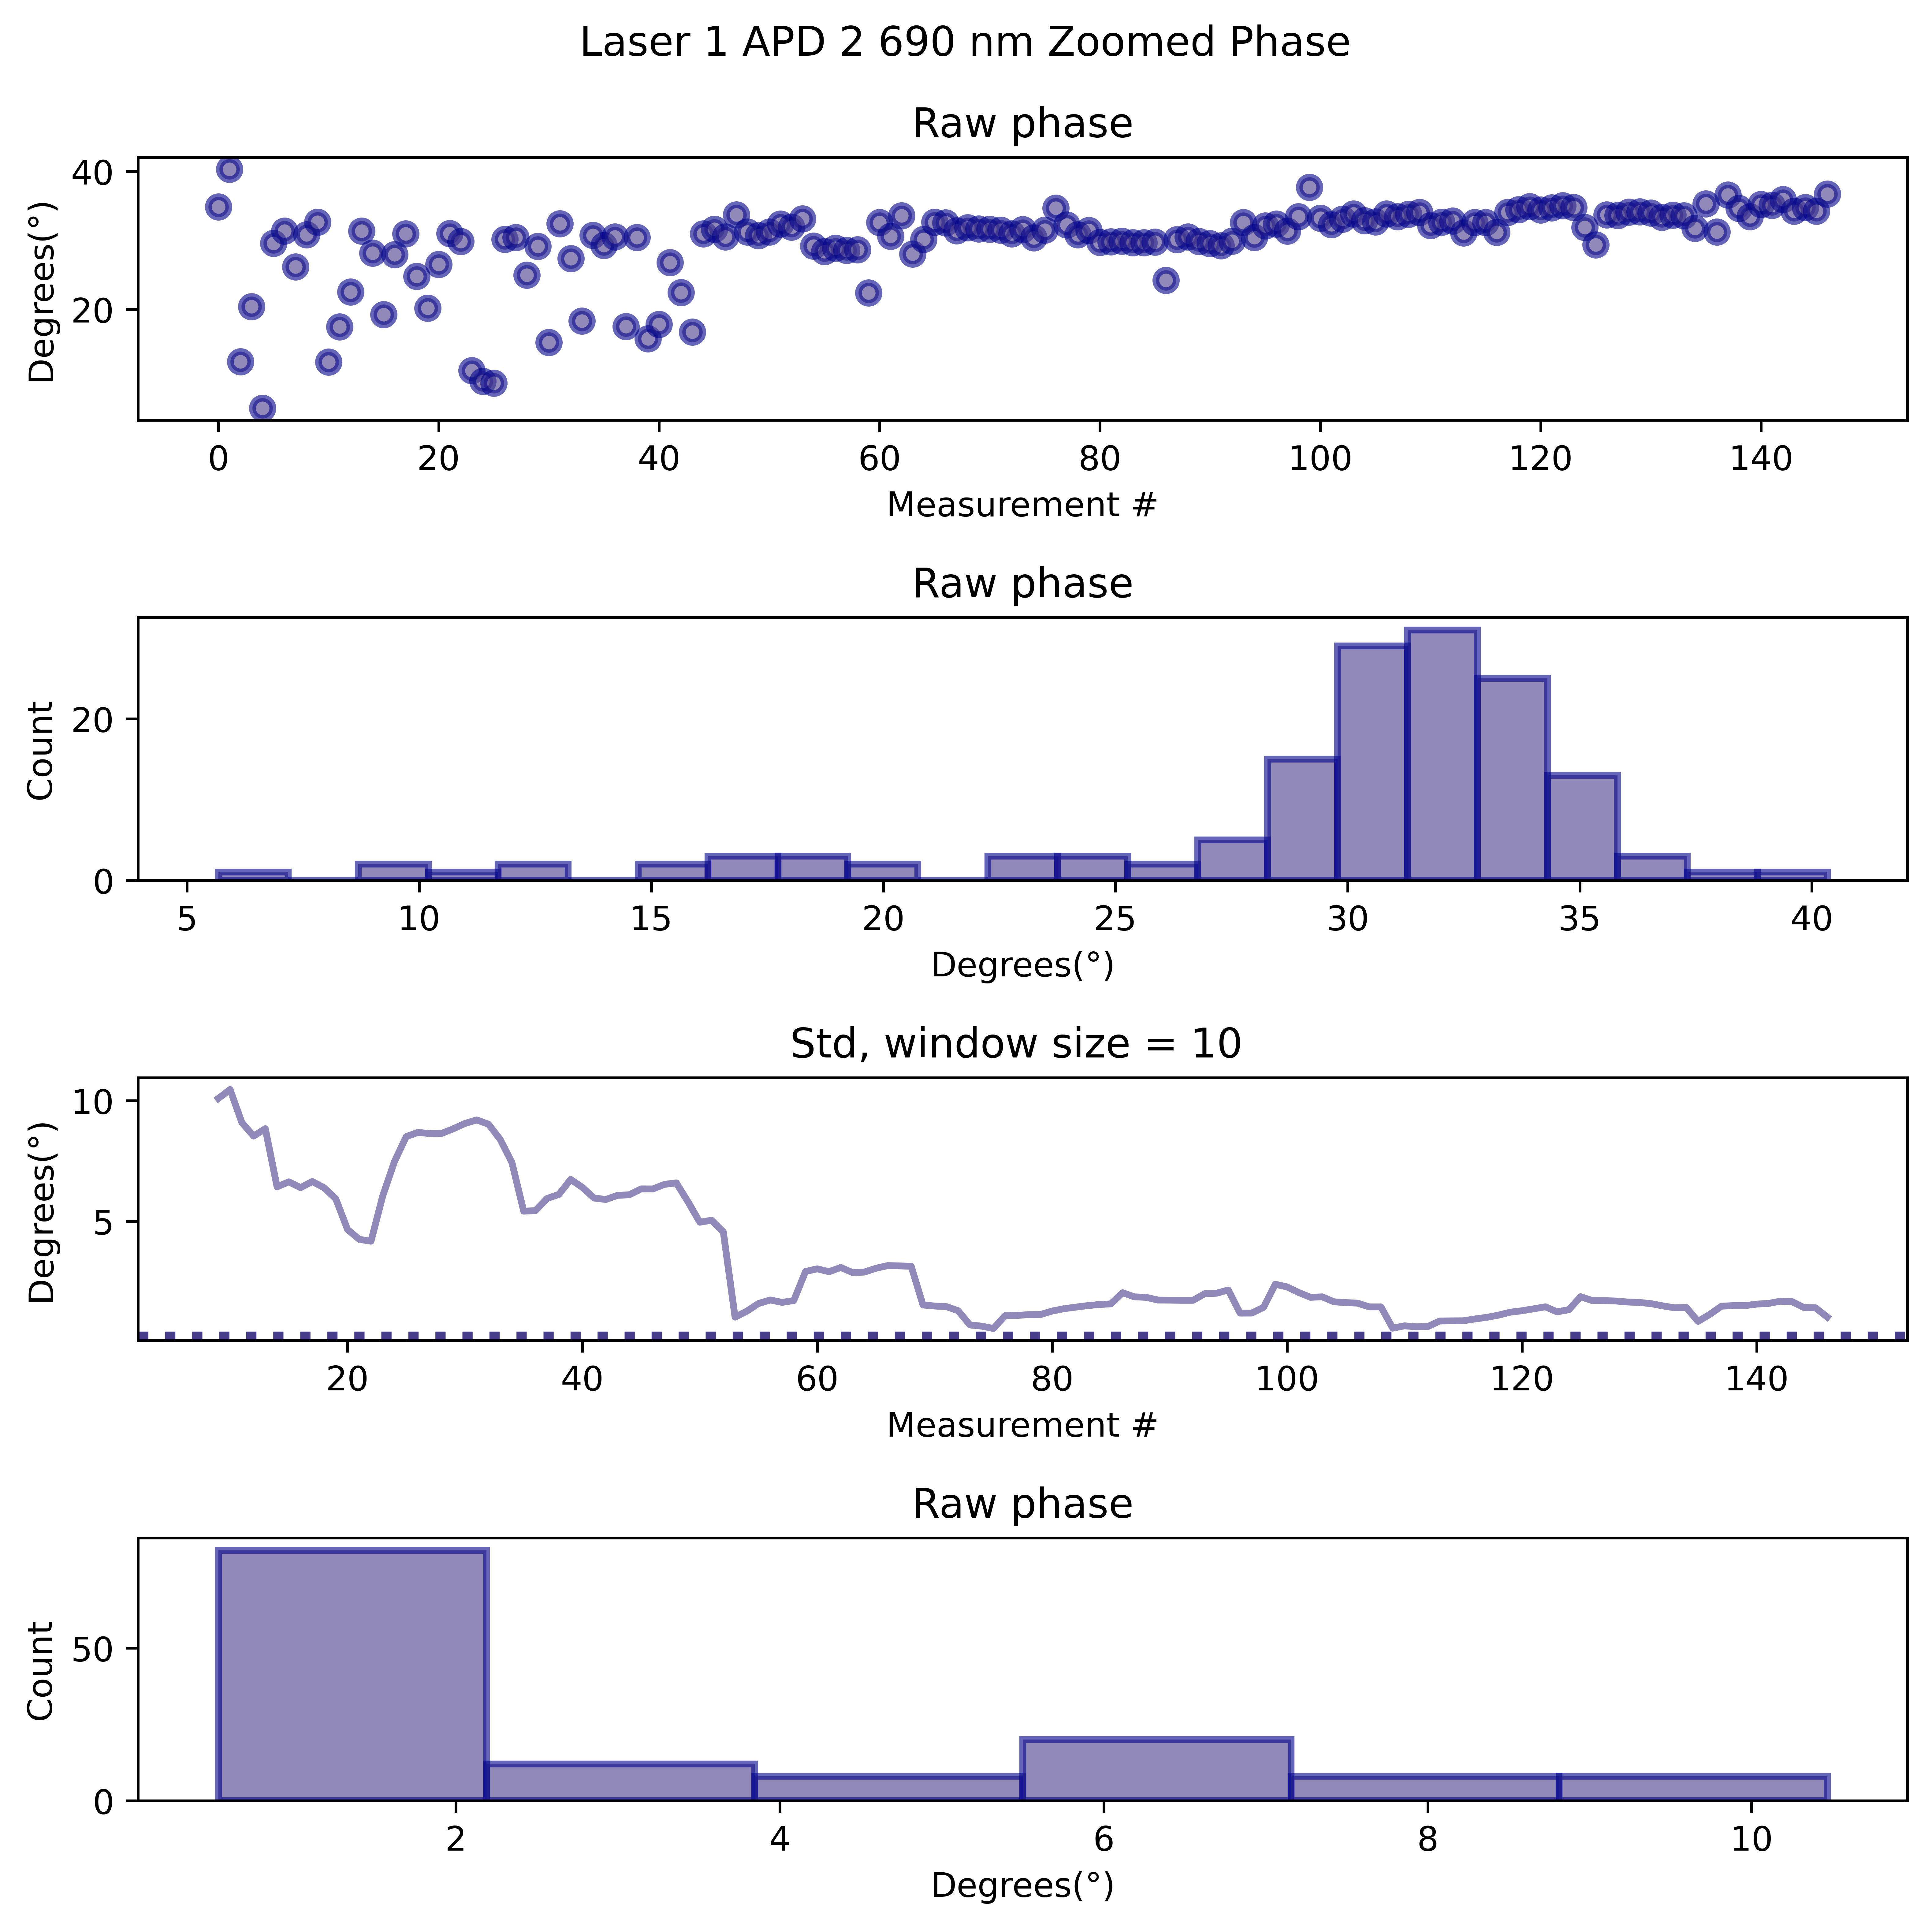 Laser 1 APD 2 690 nm Zoomed Phase
Raw phase
Degrees(°)
40
20
0 20 40 60 80 100 120 140
Measurement #
Raw phase
Count
20
0
5 10 15 20 25 30 35 40
Degrees(°)
Std, window size = 10
Degrees(°)
10
5
20 40 60 80 100 120 140
Measurement #
Raw phase
Count
50
0
2 4 6 8 10
Degrees(°)